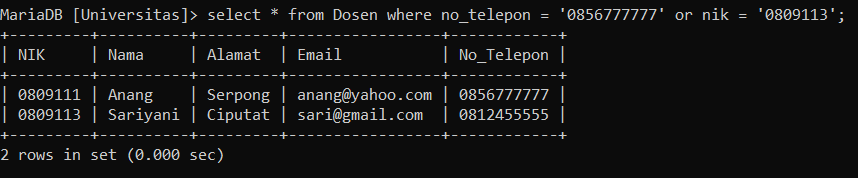 MariaDB [Universitas]> select * from Dosen where no_telepon = '0856777777' or nik = '0809113';
+---------+----------+---------+-----------------+------------+
| NIK     | Nama     | Alamat  | Email           | No_Telepon |
+---------+----------+---------+-----------------+------------+
| 0809111 | Anang    | Serpong | anang@yahoo.com | 0856777777 |
| 0809113 | Sariyani | Ciputat | sari@gmail.com  | 0812455555 |
+---------+----------+---------+-----------------+------------+
2 rows in set (0.000 sec)